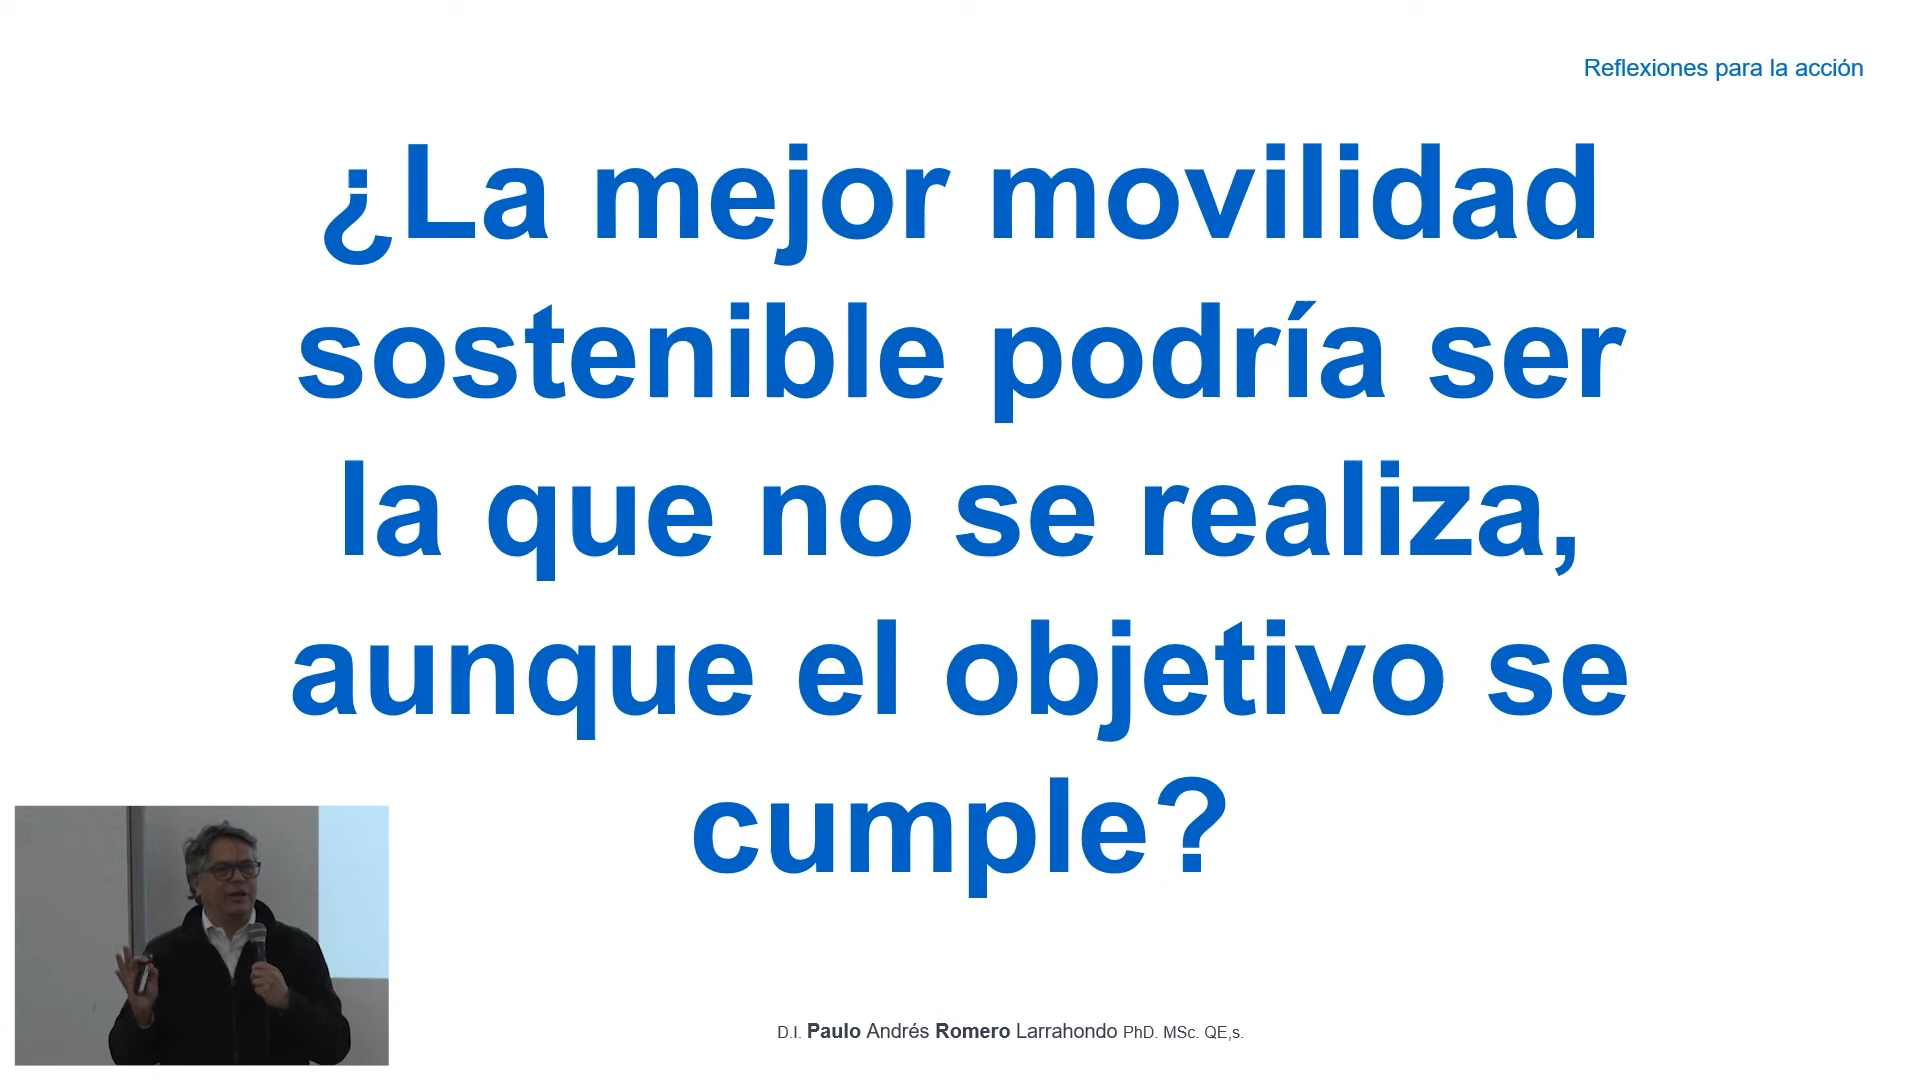 Reflexiones para la acción
¿La mejor movilidad
sostenible podría ser
la que no se realiza,
aunque el objetivo se
cumple?
D.I. Paulo Andrés Romero Larrahondo PhD. MSc. QE,s.